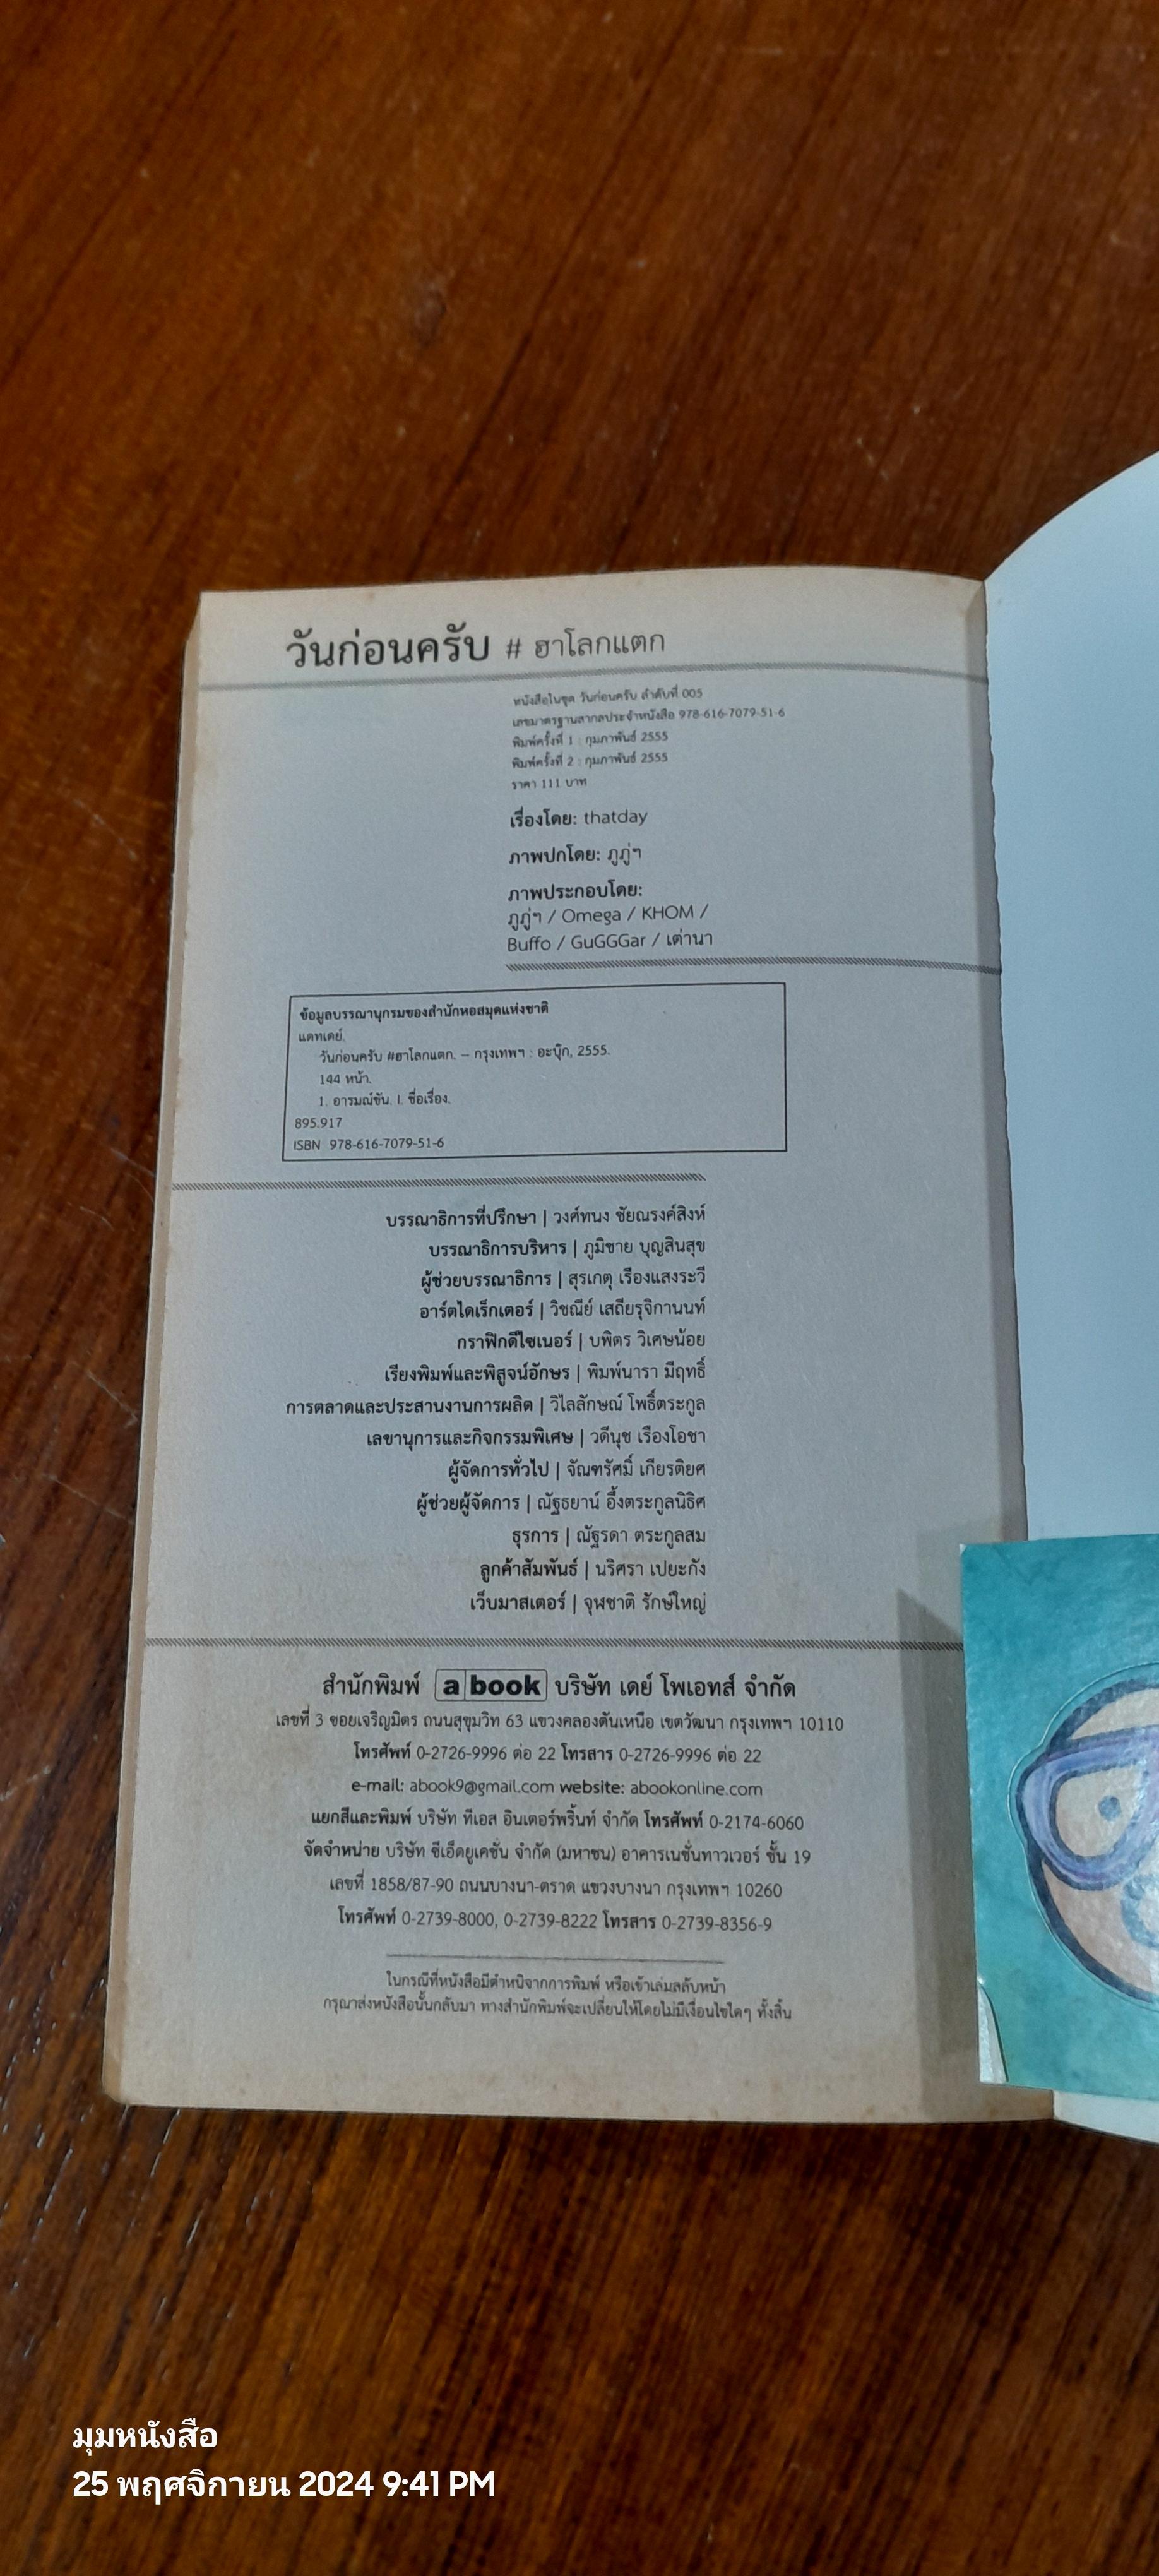 วันก่อนครับ # ฮาโลกแตก
หนังสือในชุด วันก่อนครับ ลำดับที่ 005
เลขมาตรฐานสากลประจำหนังสือ 978-616-7079-51-6
พิมพ์ครั้งที่ 1 : กุมภาพันธ์ 2555
พิมพ์ครั้งที่ 2 : กุมภาพันธ์ 2555
ราคา 111 บาท
เรื่องโดย: thatday
ภาพปกโดย: ภูภู่ฯ
ภาพประกอบโดย:
ภูภู่ฯ / Omega / KHOM /
Buffo / GuGGGar / เต่านา
ข้อมูลบรรณานุกรมของสำนักหอสมุดแห่งชาติ
แดทเดย์.
วันก่อนครับ #ฮาโลกแตก. -- กรุงเทพฯ : อะบุ๊ก, 2555.
144 หน้า.
1. อารมณ์ขัน. I. ชื่อเรื่อง.
895.917
ISBN 978-616-7079-51-6
บรรณาธิการที่ปรึกษา | วงศ์ทนง ชัยณรงค์สิงห์
บรรณาธิการบริหาร | ภูมิชาย บุญสินสุข
ผู้ช่วยบรรณาธิการ | สุรเกตุ เรืองแสงระวี
อาร์ตไดเร็กเตอร์ | วิชณีย์ เสถียรุจิกานนท์
กราฟิกดีไซเนอร์ | บพิตร วิเศษน้อย
เรียงพิมพ์และพิสูจน์อักษร | พิมพ์นารา มีฤทธิ์
การตลาดและประสานงานการผลิต | วิไลลักษณ์ โพธิ์ตระกูล
เลขานุการและกิจกรรมพิเศษ | วดีนุช เรืองโอชา
ผู้จัดการทั่วไป | จัณฑรัศมิ์ เกียรติยศ
ผู้ช่วยผู้จัดการ | ณัฐธยาน์ อึ้งตระกูลนิธิศ
ธุรการ | ณัฐรดา ตระกูลสม
ลูกค้าสัมพันธ์ | นริศรา เปยะกัง
เว็บมาสเตอร์ | จุฬชาติ รักษ์ใหญ่
สำนักพิมพ์ a book บริษัท เดย์ โพเอทส์ จำกัด
เลขที่ 3 ซอยเจริญมิตร ถนนสุขุมวิท 63 แขวงคลองตันเหนือ เขตวัฒนา กรุงเทพฯ 10110
โทรศัพท์ 0-2726-9996 ต่อ 22 โทรสาร 0-2726-9996 ต่อ 22
e-mail: abook9@gmail.com website: abookonline.com
แยกสีและพิมพ์ บริษัท ทีเอส อินเตอร์พริ้นท์ จำกัด โทรศัพท์ 0-2174-6060
จัดจำหน่าย บริษัท ซีเอ็ดยูเคชั่น จำกัด (มหาชน) อาคารเนชั่นทาวเวอร์ ชั้น 19
เลขที่ 1858/87-90 ถนนบางนา-ตราด แขวงบางนา กรุงเทพฯ 10260
โทรศัพท์ 0-2739-8000, 0-2739-8222 โทรสาร 0-2739-8356-9
ในกรณีที่หนังสือมีตำหนิจากการพิมพ์ หรือเข้าเล่มสลับหน้า
กรุณาส่งหนังสือนั้นกลับมา ทางสำนักพิมพ์จะเปลี่ยนให้โดยไม่มีเงื่อนไขใดๆ ทั้งสิ้น
มุมหนังสือ
25 พฤศจิกายน 2024 9:41 PM